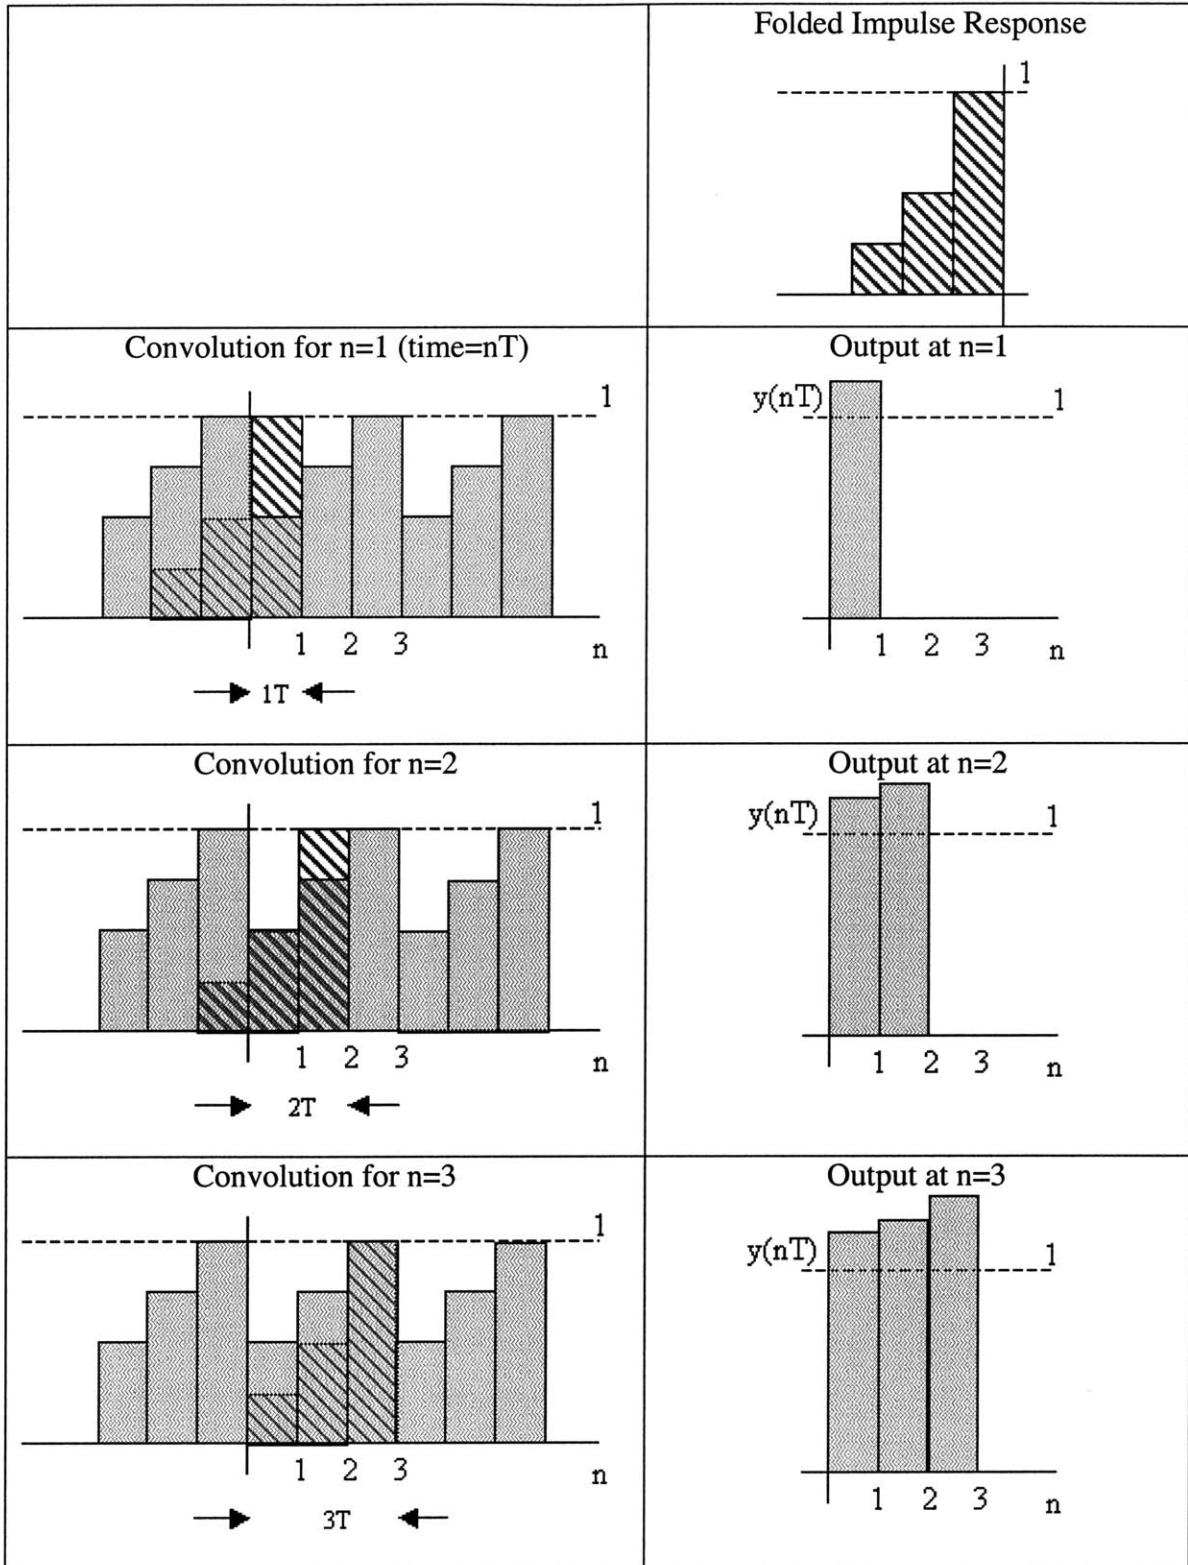 Folded Impulse Response
1
Convolution for n=1 (time=nT)
1
1 2 3 n
1T
Output at n=1
y(nT) 1
1 2 3 n
Convolution for n=2
1
1 2 3 n
2T
Output at n=2
y(nT) 1
1 2 3 n
Convolution for n=3
1
1 2 3 n
3T
Output at n=3
y(nT) 1
1 2 3 n